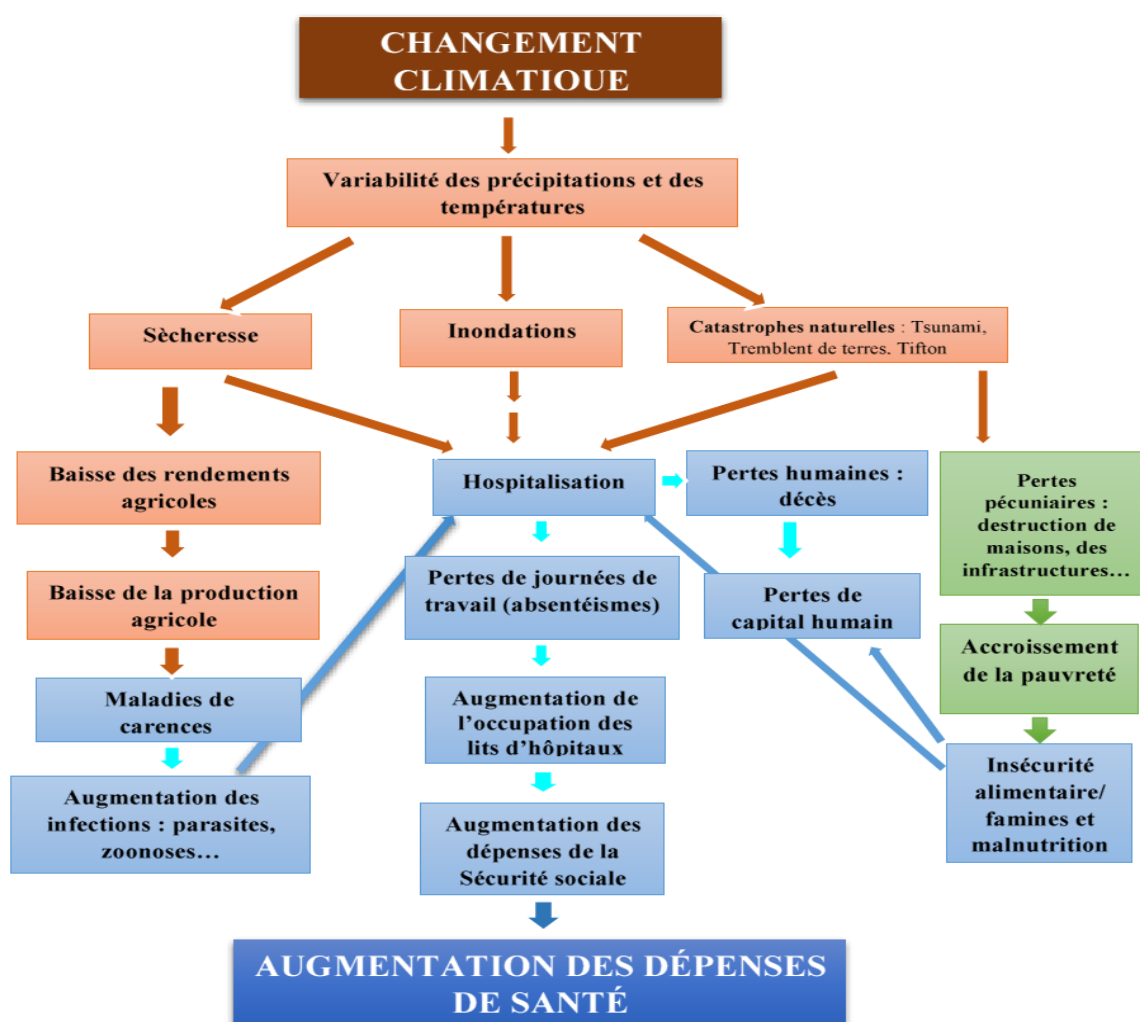 CHANGEMENT
CLIMATIQUE
Variabilité des précipitations et des
températures
Sècheresse
Inondations
Catastrophes naturelles : Tsunami,
Tremblent de terres. Tifton
Baisse des rendements
agricoles
Hospitalisation
Pertes humaines :
décès
Pertes
pécuniaires :
destruction de
maisons, des
infrastructures…
Baisse de la production
agricole
Pertes de journées de
travail (absentéismes)
Pertes de
capital humain
Accroissement
de la pauvreté
Maladies de
carences
Augmentation de
l’occupation des
lits d’hôpitaux
Insécurité
alimentaire/
famines et
malnutrition
Augmentation des
infections : parasites,
zoonoses…
Augmentation des
dépenses de la
Sécurité sociale
AUGMENTATION DES DÉPENSES
DE SANTÉ